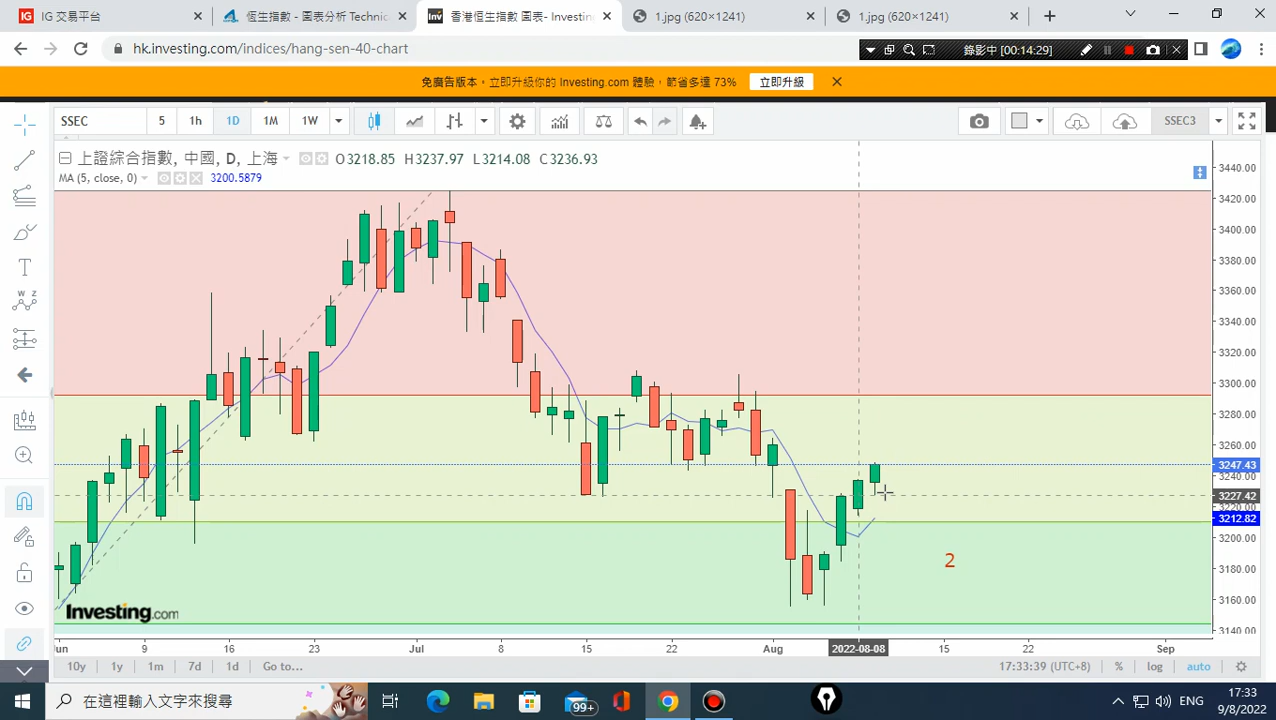 IG 交易平台
恆生指數 - 圖表分析 Technic
香港恆生指數 圖表- Investing
1.jpg (620×1241)
1.jpg (620×1241)
hk.investing.com/indices/hang-sen-40-chart
錄影中 [00:14:29]
免廣告版本。立即升級你的 Investing.com 體驗，節省多達 73%
立即升級
SSEC 5 1h 1D 1M 1W
SSEC3
上證綜合指數, 中國, D, 上海 O3218.85 H3237.97 L3214.08 C3236.93
MA (5, close, 0) 3200.5879
W Z
3440.00
3420.00
3400.00
3380.00
3360.00
3340.00
3320.00
3300.00
3280.00
3260.00
3247.43
3240.00
3227.42
3220.00
3212.82
3200.00
3180.00
3160.00
3140.00
2
Investing.com
Jun 9 16 23 Jul 8 15 22 Aug 2022-08-08 15 22 Sep
10y 1y 1m 7d 1d Go to... 17:33:39 (UTC+8) % log auto
在這裡輸入文字來搜尋
99+
ENG
17:33
9/8/2022